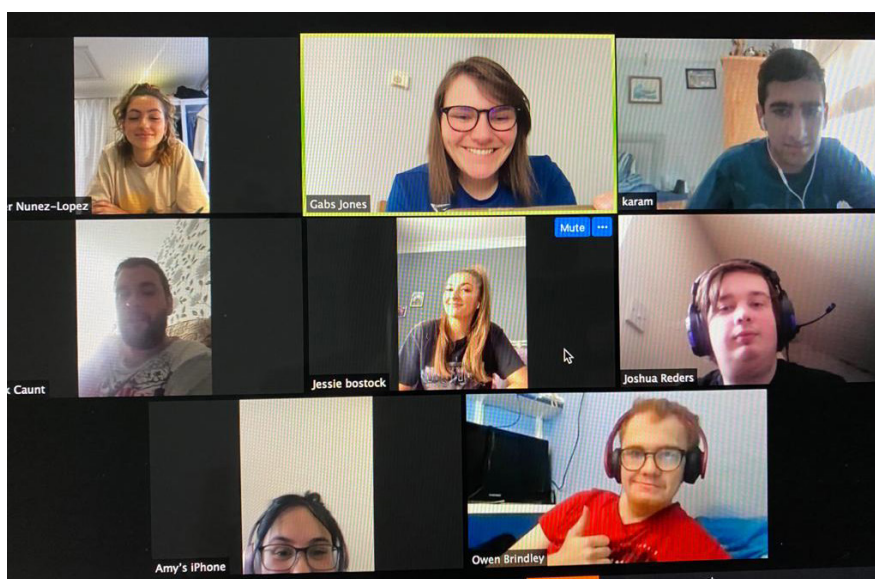 r Nunez-Lopez
Gabs Jones
karam
Mute
k Caunt
Jessie bostock
Joshua Reders
Amy's iPhone
Owen Brindley